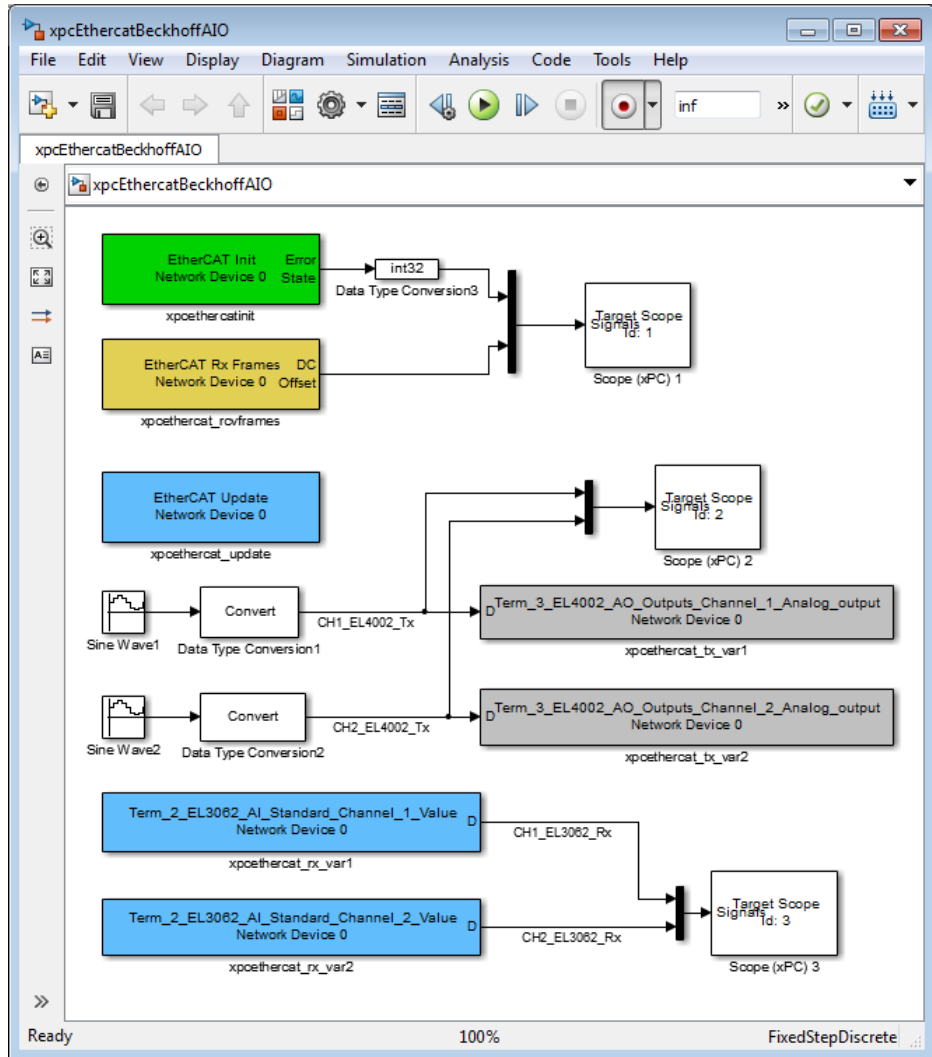 xpcEthercatBeckhoffAIO
File Edit View Display Diagram Simulation Analysis Code Tools Help
inf »
xpcEthercatBeckhoffAIO
xpcEthercatBeckhoffAIO
EtherCAT Init
Network Device 0
Error
State
xpcethercatinit
int32
Data Type Conversion3
Target Scope
Id: 1
Signals
Scope (xPC) 1
EtherCAT Rx Frames
Network Device 0
DC
Offset
xpcethercat_rcvframes
EtherCAT Update
Network Device 0
xpcethercat_update
Target Scope
Id: 2
Signals
Scope (xPC) 2
Sine Wave1
Convert
Data Type Conversion1
CH1_EL4002_Tx
D
Term_3_EL4002_AO_Outputs_Channel_1_Analog_output
Network Device 0
xpcethercat_tx_var1
Sine Wave2
Convert
Data Type Conversion2
CH2_EL4002_Tx
D
Term_3_EL4002_AO_Outputs_Channel_2_Analog_output
Network Device 0
xpcethercat_tx_var2
Term_2_EL3062_AI_Standard_Channel_1_Value
Network Device 0
D
xpcethercat_rx_var1
CH1_EL3062_Rx
Term_2_EL3062_AI_Standard_Channel_2_Value
Network Device 0
D
xpcethercat_rx_var2
CH2_EL3062_Rx
Target Scope
Id: 3
Signals
Scope (xPC) 3
»
Ready 100% FixedStepDiscrete